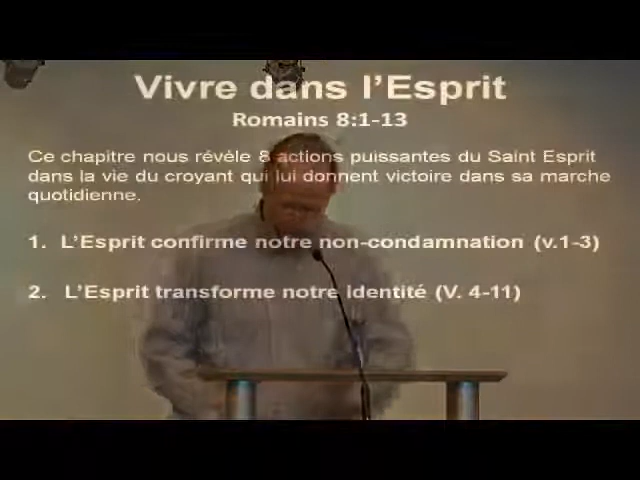 Vivre dans l'Esprit
Romains 8:1-13
Ce chapitre nous révéle 8 actions puissantes du Saint Esprit
dans la vie du croyant qui lui donnent victoire dans sa marche
quotidienne.
1. L'Esprit confirme notre non-condamnation (v.1-3)
2. L'Esprit transforme notre identité (V. 4-11)